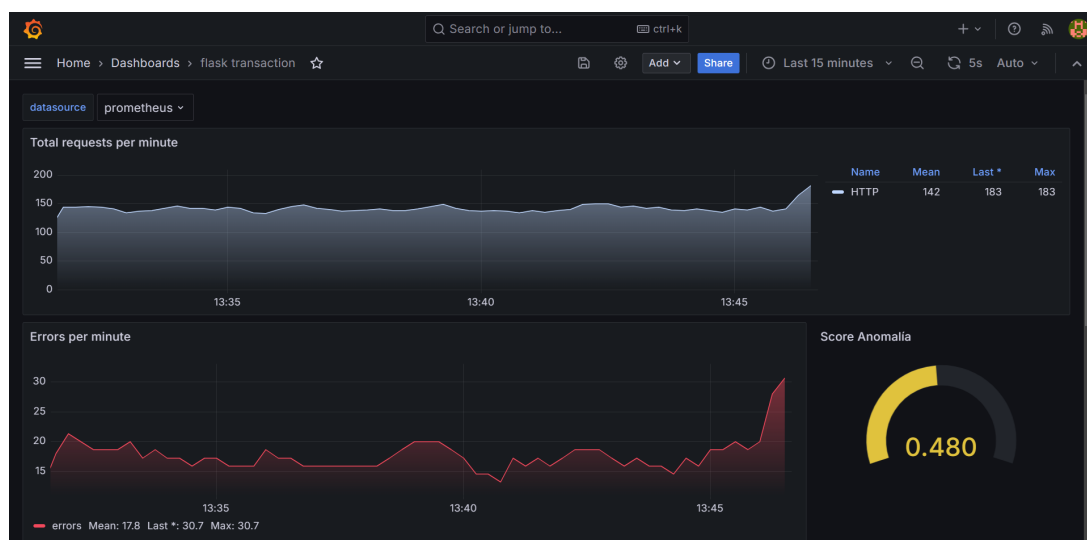 Search or jump to... ctrl+k
Home › Dashboards › flask transaction Add Share Last 15 minutes 5s Auto
datasource prometheus
Total requests per minute
200
150
100
50
0
13:35 13:40 13:45
Name Mean Last * Max
HTTP 142 183 183
Errors per minute
30
25
20
15
13:35 13:40 13:45
errors Mean: 17.8 Last *: 30.7 Max: 30.7
Score Anomalía
0.480